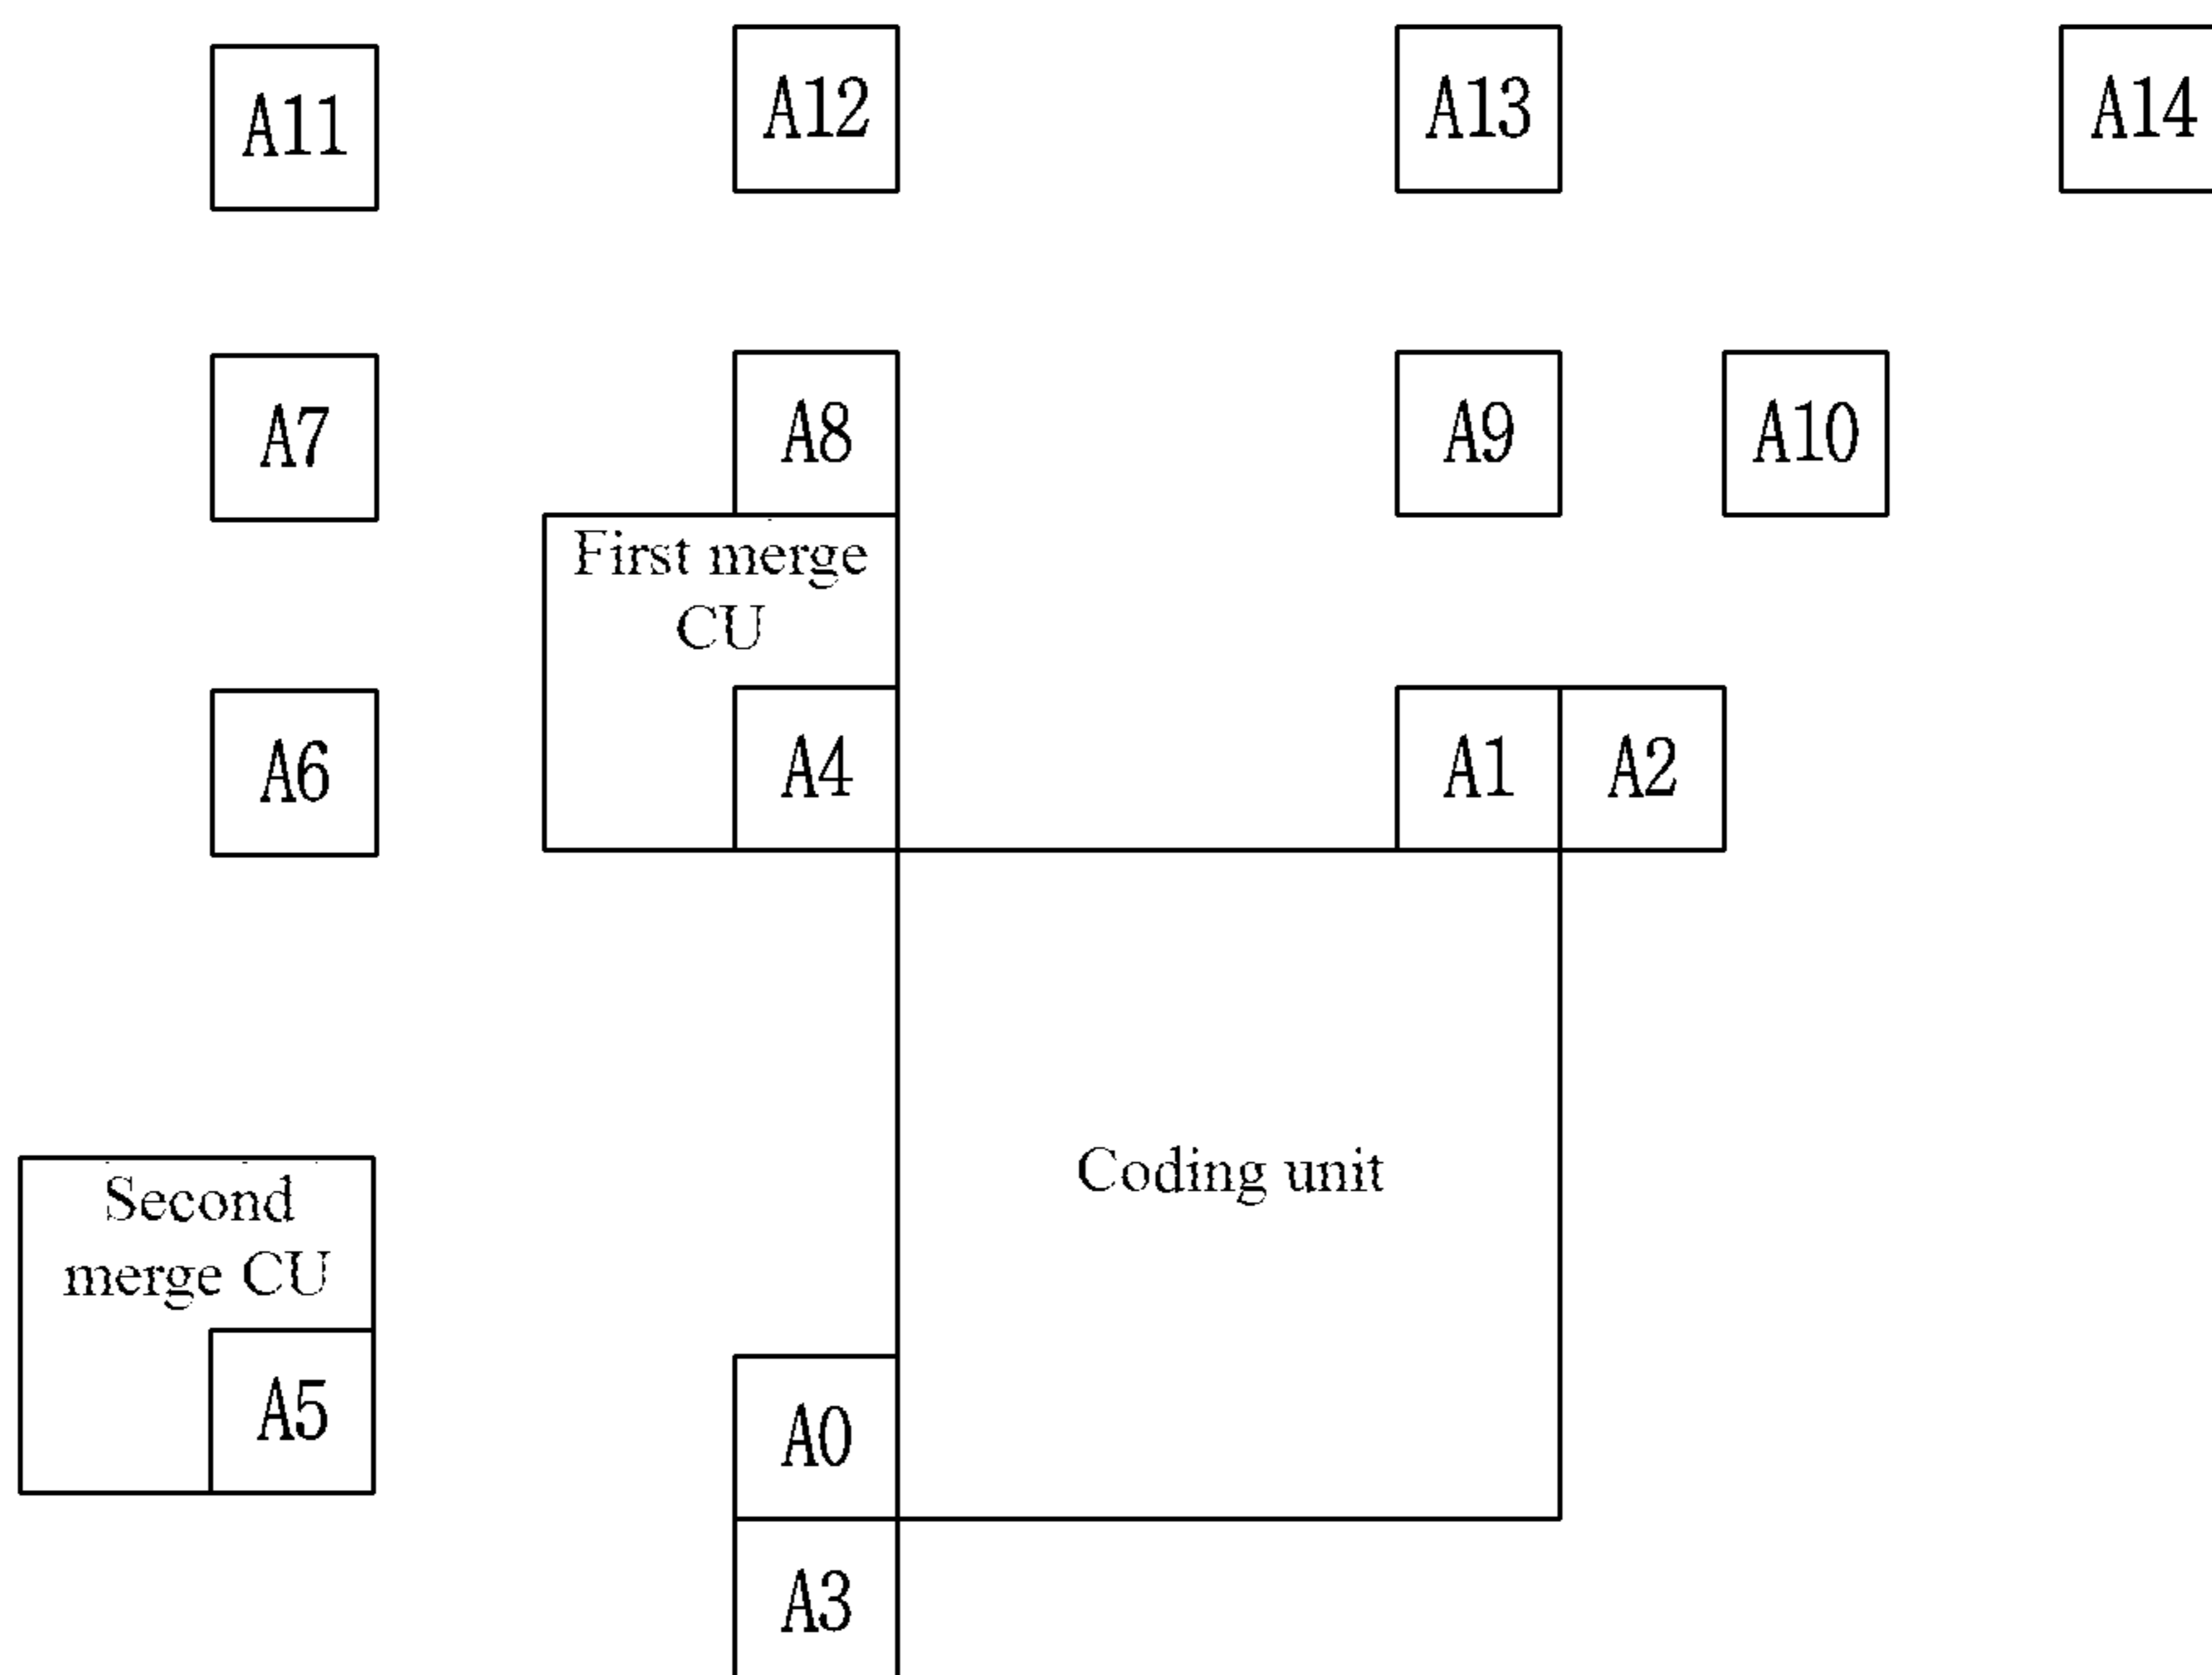 A11
A12
A13
A14
A7
A8
A9
A10
First merge
CU
A6
A4
A1
A2
Coding unit
Second
merge CU
A5
A0
A3